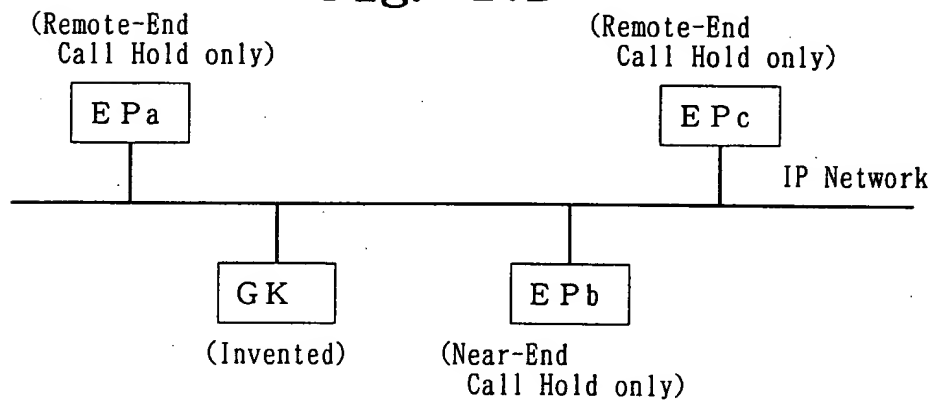 (Remote-End
Call Hold only)
EPa
(Remote-End
Call Hold only)
EPc
IP Network
GK
(Invented)
EPb
(Near-End
Call Hold only)